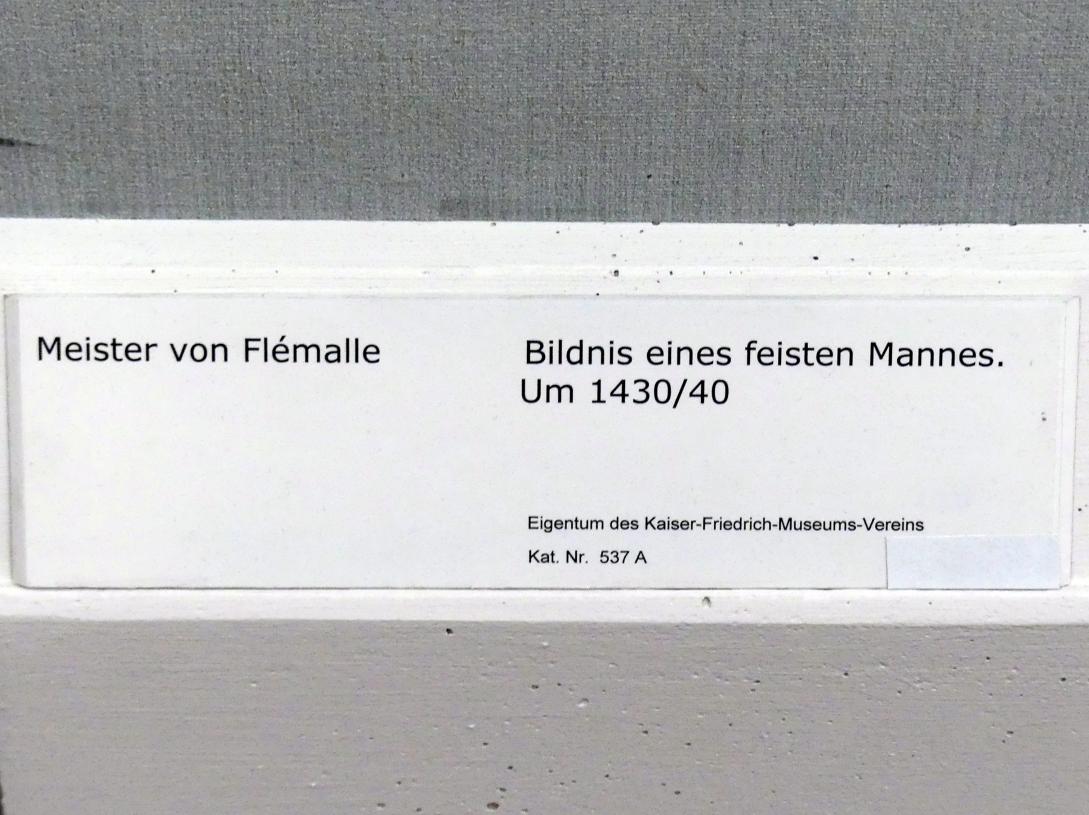 Meister von Flémalle
Bildnis eines feisten Mannes.
Um 1430/40
Eigentum des Kaiser-Friedrich-Museums-Vereins
Kat. Nr. 537 A